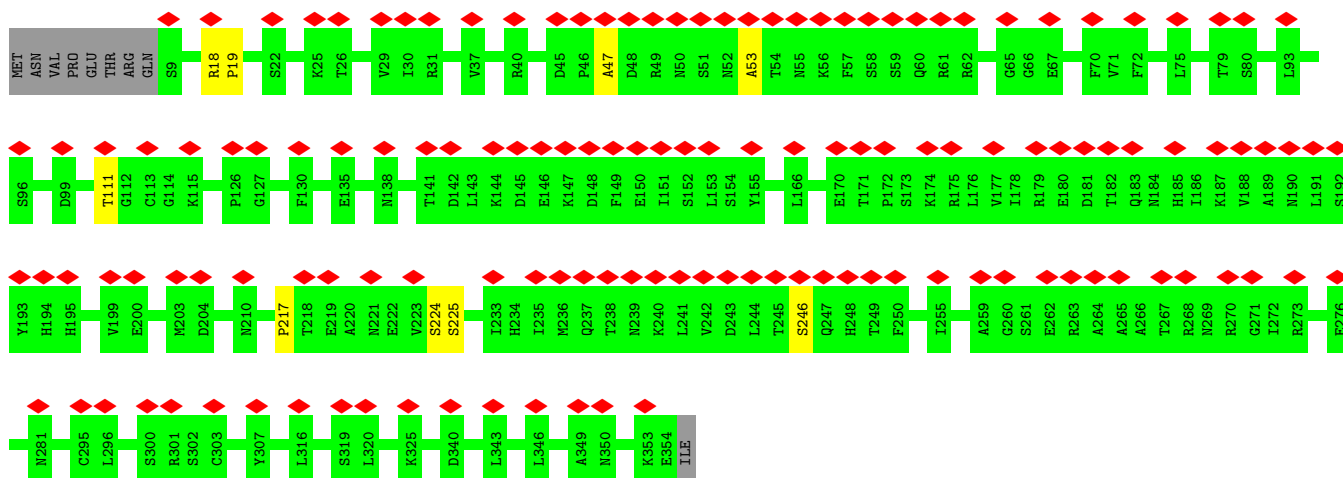 MET ASN VAL PRO GLU THR ARG GLN S9 R18 P19 S22 K25 T26 V29 I30 R31 V37 R40 D45 P46 A47 D48 R49 N50 S51 N52 A53 T54 N55 K56 F57 S58 S59 Q60 R61 R62 G65 G66 E67 F70 V71 F72 L75 T79 S80 L93
S96 D99 T111 G112 C113 G114 K115 P126 G127 F130 E135 N138 T141 D142 L143 K144 D145 E146 K147 D148 F149 E150 I151 S152 L153 S154 Y155 L166 E170 T171 P172 S173 K174 R175 L176 V177 I178 R179 E180 D181 T182 Q183 N184 H185 I186 K187 V188 A189 N190 L191 S192
Y193 H194 H195 V199 E200 M203 D204 N210 P217 T218 E219 A220 N221 E222 V223 S224 S225 I233 H234 I235 M236 Q237 T238 N239 K240 L241 V242 D243 L244 T245 S246 Q247 H248 T249 F250 I255 A259 G260 S261 E262 R263 A264 A265 A266 T267 R268 N269 R270 G271 I272 R273
N281 C295 L296 S300 R301 S302 C303 Y307 L316 S319 L320 K325 D340 L343 L346 A349 N350 K353 E354 ILE